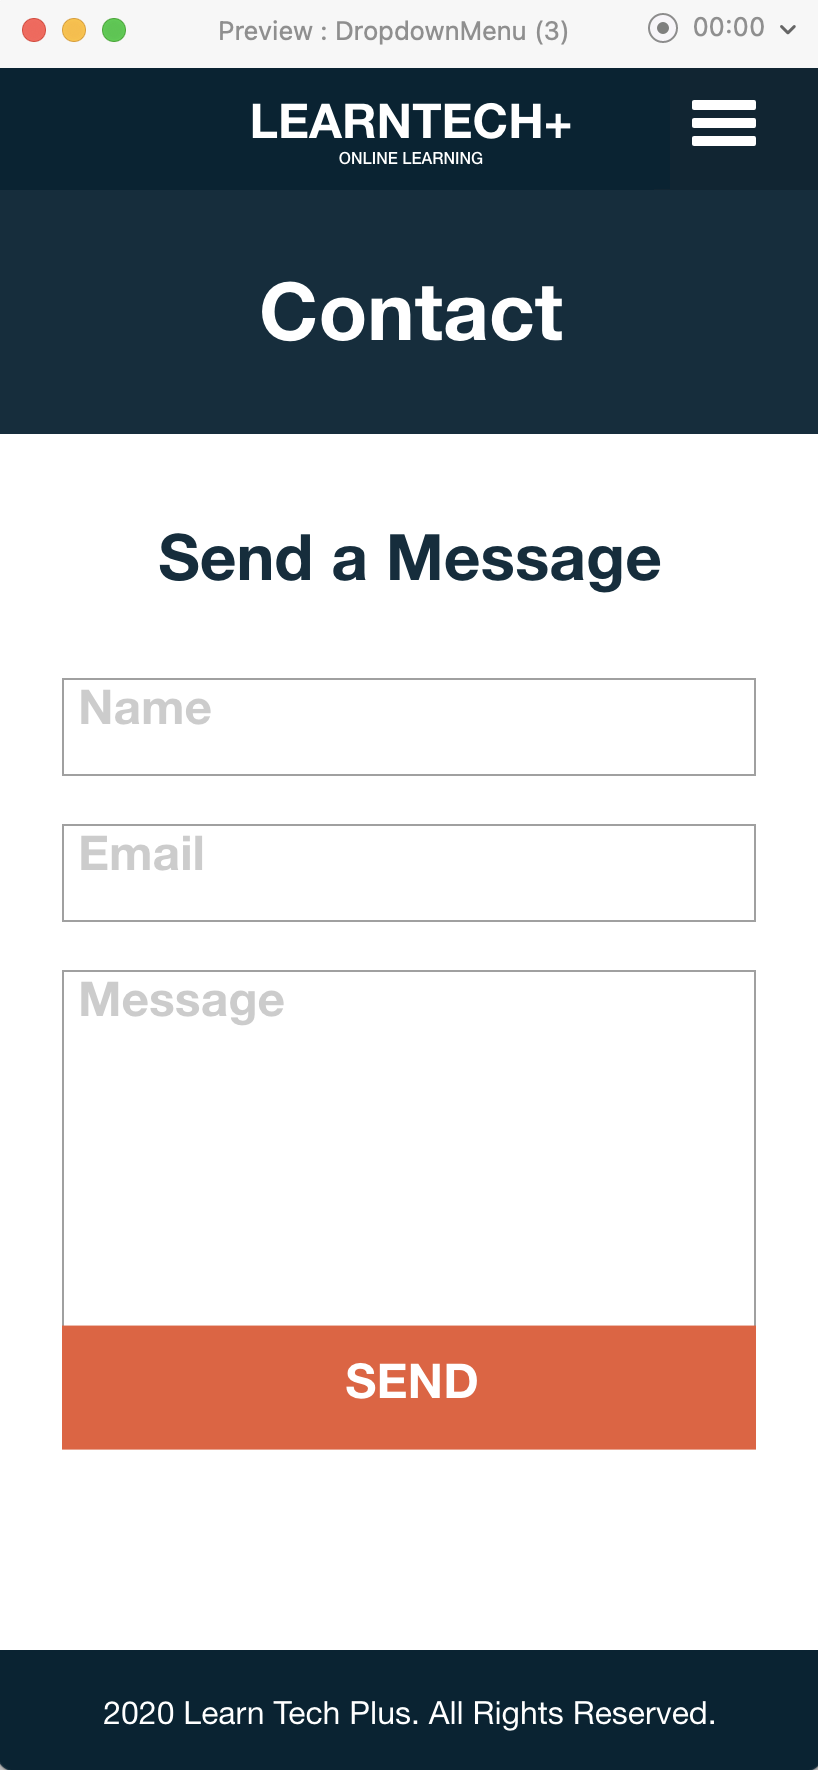 Preview : DropdownMenu (3)
00:00
LEARNTECH+
ONLINE LEARNING
Contact
Send a Message
Name
Email
Message
SEND
2020 Learn Tech Plus. All Rights Reserved.